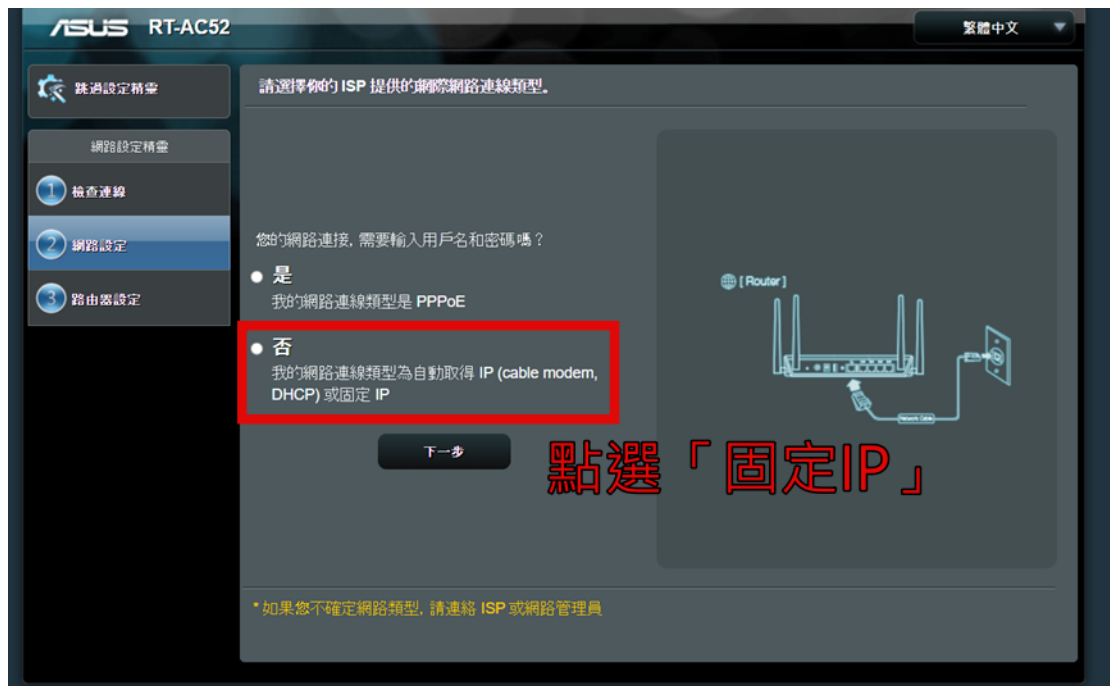 ASUS RT-AC52
繁體中文
跳過設定精靈
請選擇你的 ISP 提供的網際網路連線類型。
網路設定精靈
1 檢查連線
2 網路設定
3 路由器設定
您的網路連接, 需要輸入用戶名和密碼嗎？
是
我的網路連線類型是 PPPoE
否
我的網路連線類型為自動取得 IP (cable modem,
DHCP) 或固定 IP
下一步
[ Router ]
Network Cable
點選「固定IP」
*如果您不確定網路類型, 請連絡 ISP 或網路管理員